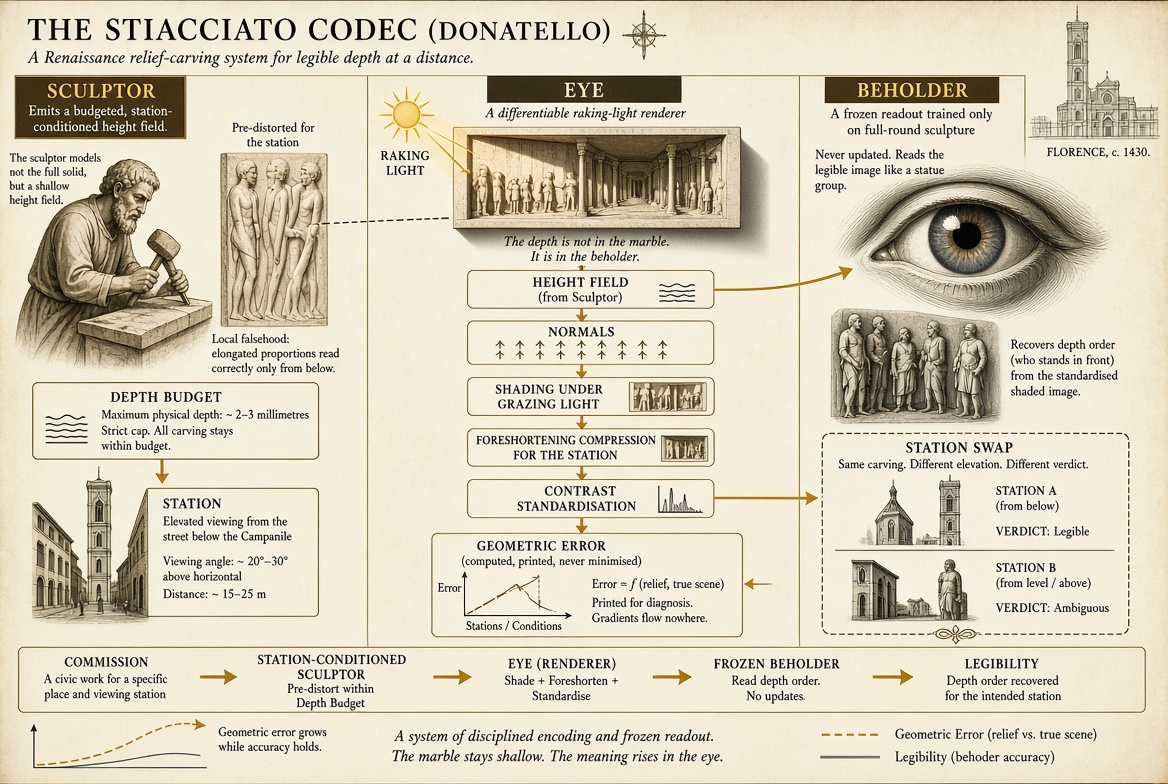 THE STIACCIATO CODEC (DONATELLO)
A Renaissance relief-carving system for legible depth at a distance.
FLORENCE, c. 1430.
SCULPTOR
Emits a budgeted, station-
conditioned height field.
The sculptor models
not the full solid,
but a shallow
height field.
Pre-distorted for
the station
Local falsehood:
elongated proportions read
correctly only from below.
DEPTH BUDGET
Maximum physical depth: ~ 2–3 millimetres
Strict cap. All carving stays
within budget.
STATION
Elevated viewing from the
street below the Campanile
Viewing angle: ~ 20°–30°
above horizontal
Distance: ~ 15–25 m
EYE
A differentiable raking-light renderer
RAKING
LIGHT
The depth is not in the marble.
It is in the beholder.
HEIGHT FIELD
(from Sculptor)
NORMALS
SHADING UNDER
GRAZING LIGHT
FORESHORTENING COMPRESSION
FOR THE STATION
CONTRAST
STANDARDISATION
GEOMETRIC ERROR
(computed, printed, never minimised)
Error
Stations / Conditions
Error = f (relief, true scene)
Printed for diagnosis.
Gradients flow nowhere.
BEHOLDER
A frozen readout trained only
on full-round sculpture
Never updated. Reads the
legible image like a statue
group.
Recovers depth order
(who stands in front)
from the standardised
shaded image.
STATION SWAP
Same carving. Different elevation. Different verdict.
STATION A
(from below)
VERDICT: Legible
STATION B
(from level / above)
VERDICT: Ambiguous
COMMISSION
A civic work for a specific
place and viewing station
STATION-CONDITIONED
SCULPTOR
Pre-distort within
Depth Budget
EYE (RENDERER)
Shade + Foreshorten +
Standardise
FROZEN BEHOLDER
Read depth order.
No updates.
LEGIBILITY
Depth order recovered
for the intended station
Geometric error grows
while accuracy holds.
A system of disciplined encoding and frozen readout.
The marble stays shallow. The meaning rises in the eye.
Geometric Error (relief vs. true scene)
Legibility (behoder accuracy)